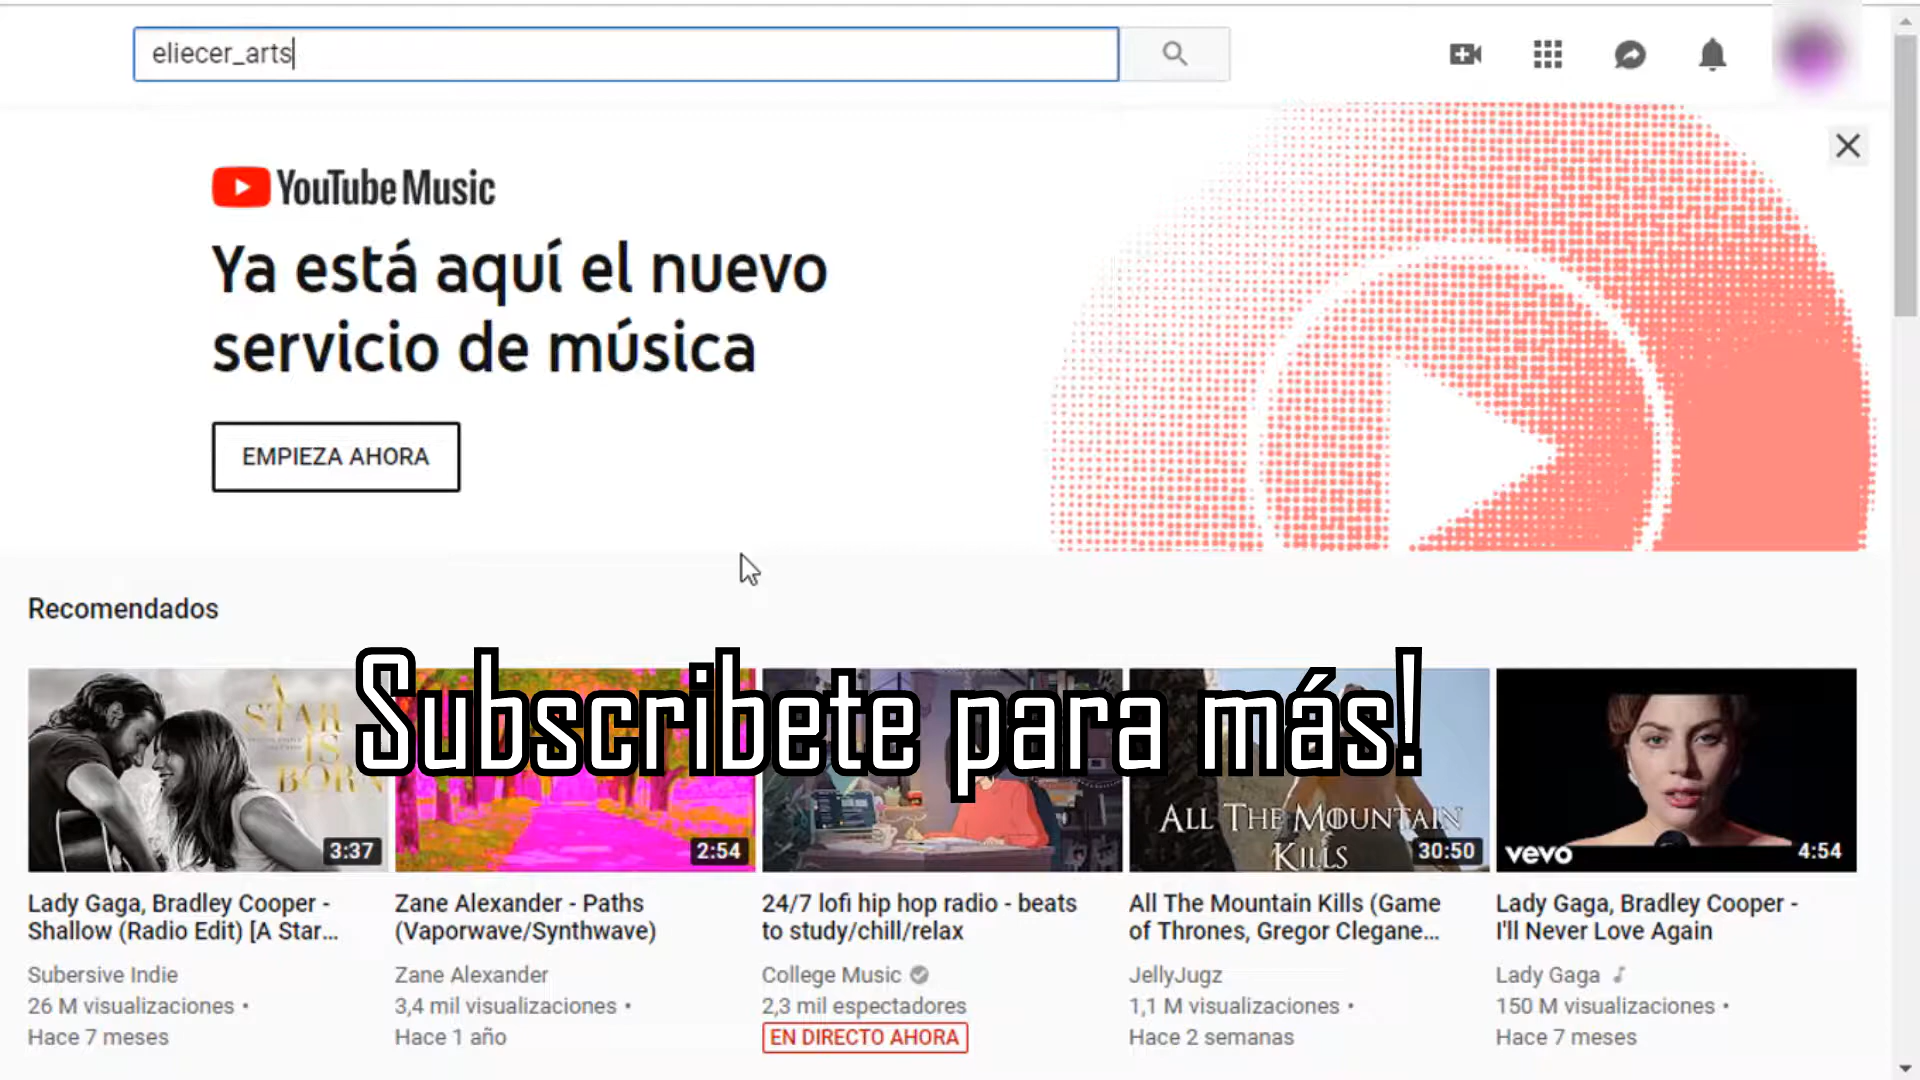 eliecer_arts
YouTube Music
Ya está aquí el nuevo
servicio de música
EMPIEZA AHORA
Recomendados
Subscribete para más!
A
STAR
IS
BORN
3:37
2:54
ALL THE MOUNTAIN
KILLS
30:50
vevo
4:54
Lady Gaga, Bradley Cooper -
Shallow (Radio Edit) [A Star...
Subersive Indie
26 M visualizaciones •
Hace 7 meses
Zane Alexander - Paths
(Vaporwave/Synthwave)
Zane Alexander
3,4 mil visualizaciones •
Hace 1 año
24/7 lofi hip hop radio - beats
to study/chill/relax
College Music
2,3 mil espectadores
EN DIRECTO AHORA
All The Mountain Kills (Game
of Thrones, Gregor Clegane...
JellyJugz
1,1 M visualizaciones •
Hace 2 semanas
Lady Gaga, Bradley Cooper -
I'll Never Love Again
Lady Gaga
150 M visualizaciones •
Hace 7 meses